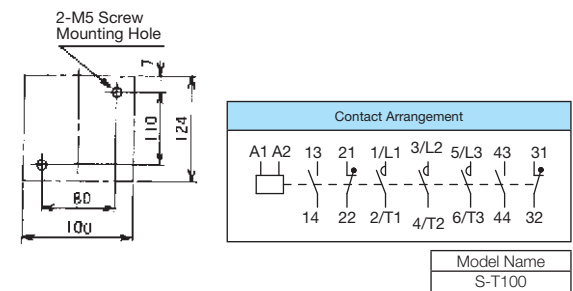 2-M5 Screw
Mounting Hole
7
110
124
80
100
Contact Arrangement
A1 A2 13 21 1/L1 3/L2 5/L3 43 31
14 22 2/T1 4/T2 6/T3 44 32
Model Name
S-T100